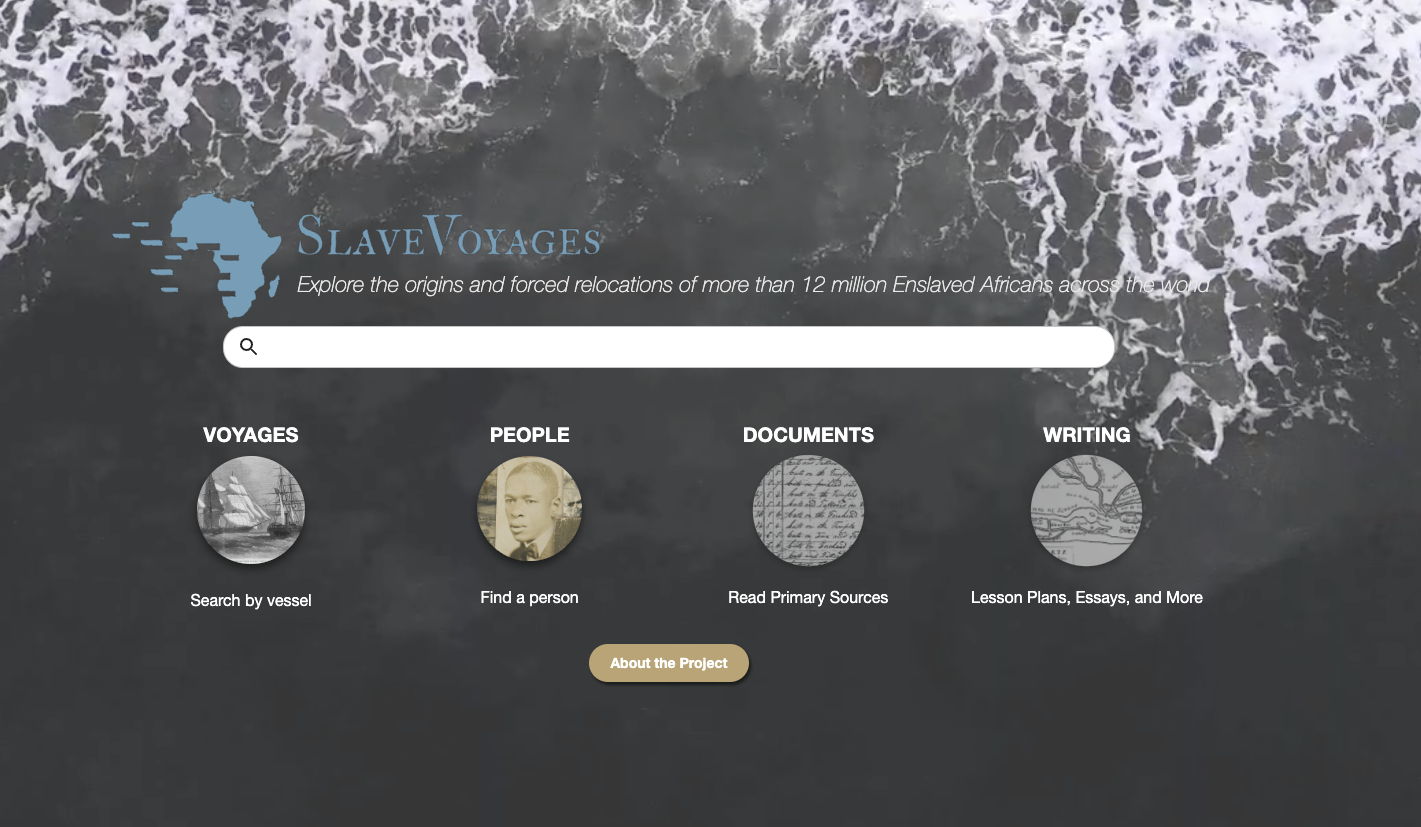 SLAVEVOYAGES
Explore the origins and forced relocations of more than 12 million Enslaved Africans across the world
VOYAGES
PEOPLE
DOCUMENTS
WRITING
Search by vessel
Find a person
Read Primary Sources
Lesson Plans, Essays, and More
About the Project